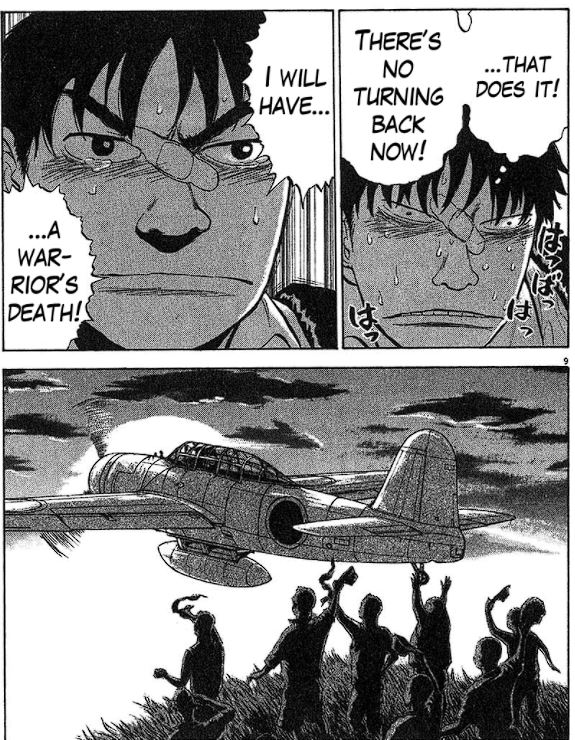 ...THAT
DOES IT!
THERE'S
NO
TURNING
BACK
NOW!
はっ
ばっ
はっ
はっ
I WILL
HAVE...
...A
WAR-
RIOR'S
DEATH!
9